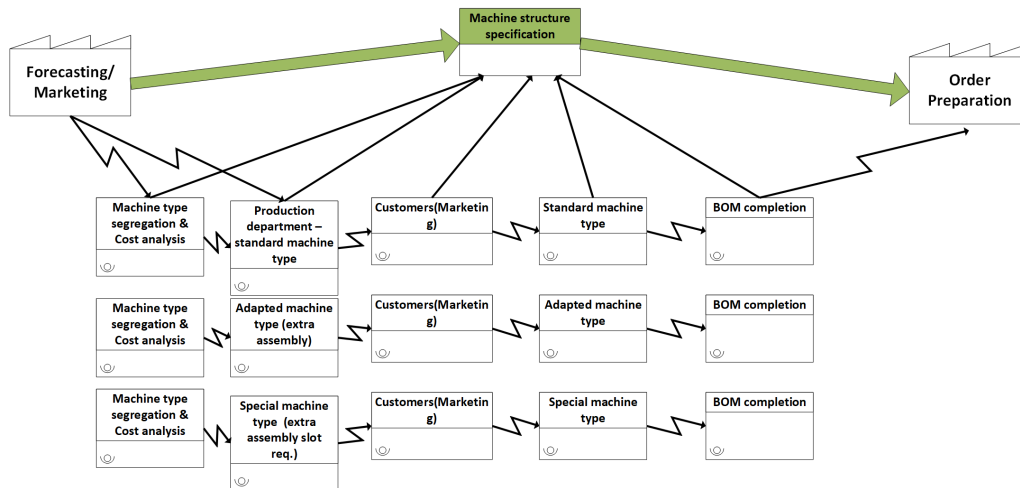 Machine structure
specification
Forecasting/
Marketing
Order
Preparation
Machine type
segregation &
Cost analysis
Production
department –
standard machine
type
Customers(Marketin
g)
Standard machine
type
BOM completion
Machine type
segregation &
Cost analysis
Adapted machine
type (extra
assembly)
Customers(Marketin
g)
Adapted machine
type
BOM completion
Machine type
segregation &
Cost analysis
Special machine
type (extra
assembly slot
req.)
Customers(Marketin
g)
Special machine
type
BOM completion